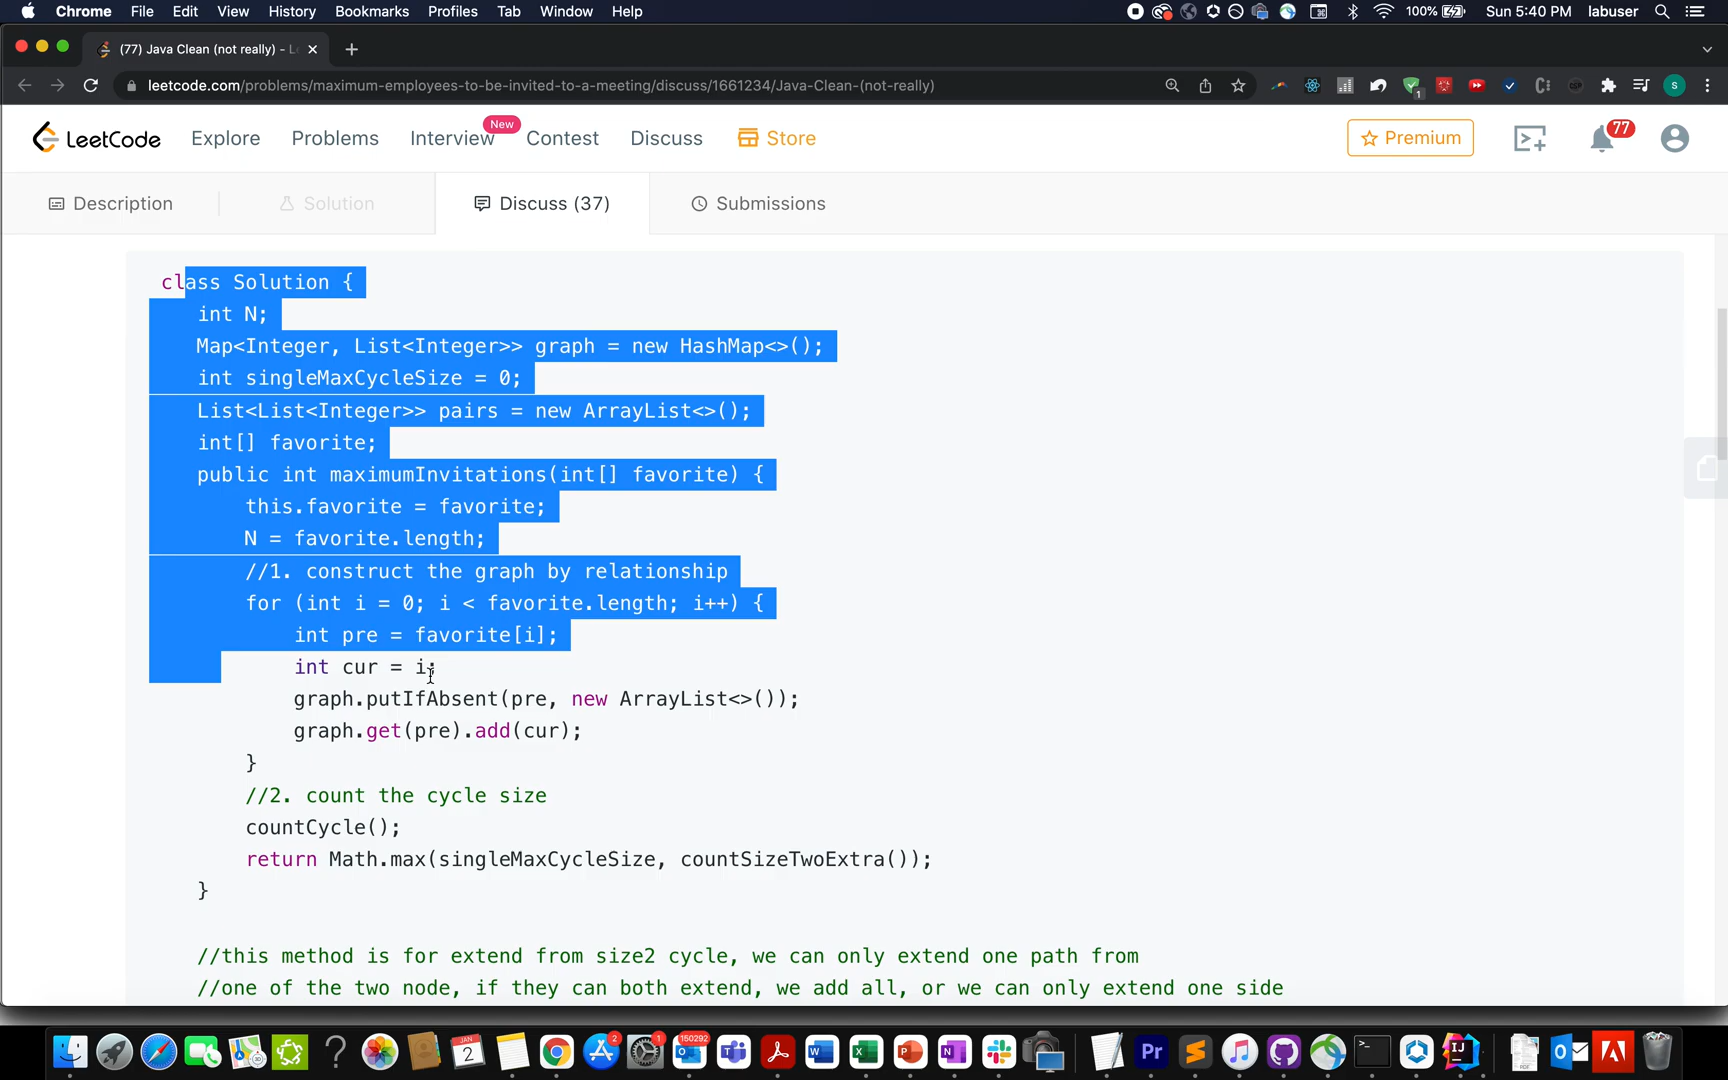 Chrome File Edit View History Bookmarks Profiles Tab Window Help 100% Sun 5:40 PM labuser
(77) Java Clean (not really) - L
leetcode.com/problems/maximum-employees-to-be-invited-to-a-meeting/discuss/1661234/Java-Clean-(not-really)
LeetCode Explore Problems Interview New Contest Discuss Store Premium 77
Description Solution Discuss (37) Submissions
class Solution {
int N;
Map<Integer, List<Integer>> graph = new HashMap<>();
int singleMaxCycleSize = 0;
List<List<Integer>> pairs = new ArrayList<>();
int[] favorite;
public int maximumInvitations(int[] favorite) {
this.favorite = favorite;
N = favorite.length;
//1. construct the graph by relationship
for (int i = 0; i < favorite.length; i++) {
int pre = favorite[i];
int cur = i;
graph.putIfAbsent(pre, new ArrayList<>());
graph.get(pre).add(cur);
}
//2. count the cycle size
countCycle();
return Math.max(singleMaxCycleSize, countSizeTwoExtra());
}
//this method is for extend from size2 cycle, we can only extend one path from
//one of the two node, if they can both extend, we add all, or we can only extend one side